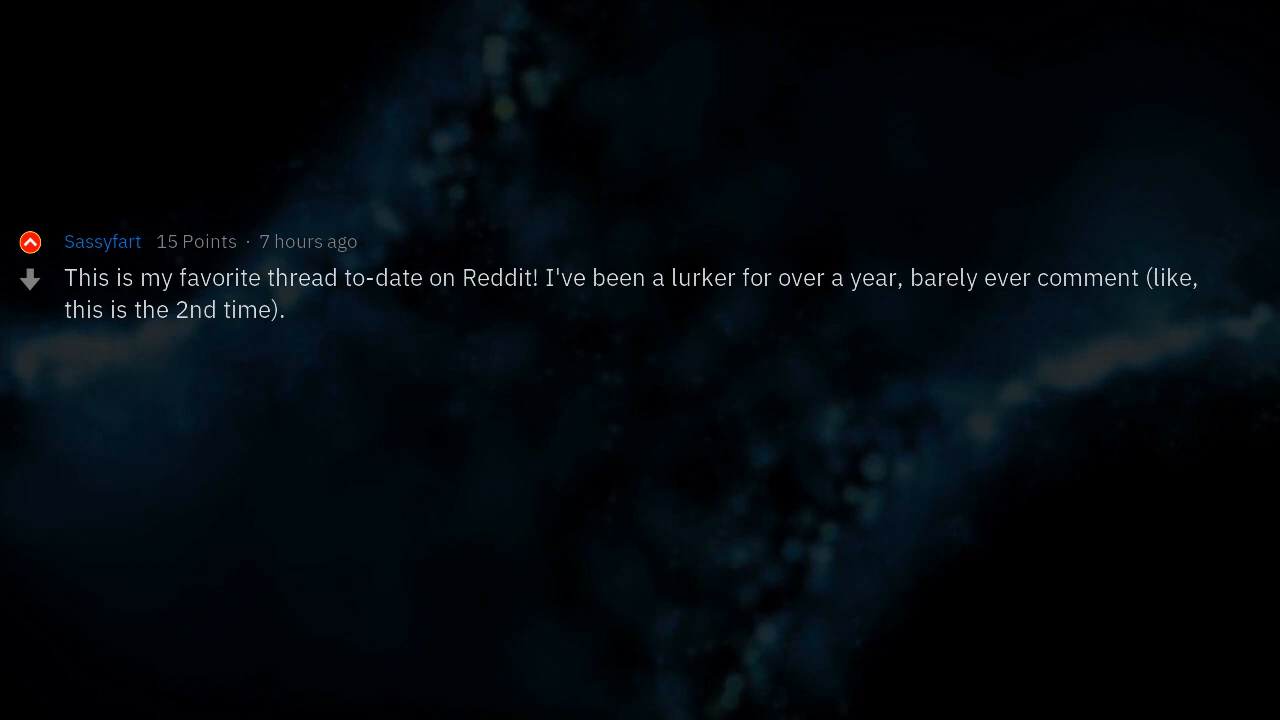 Sassyfart 15 Points · 7 hours ago
This is my favorite thread to-date on Reddit! I've been a lurker for over a year, barely ever comment (like,
this is the 2nd time).